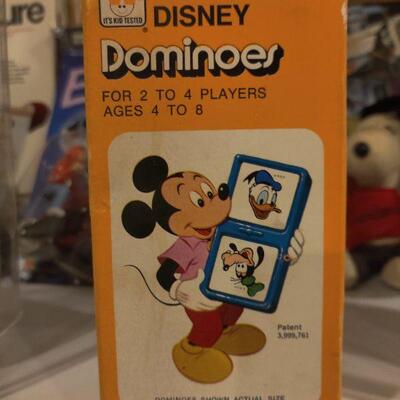 ure
IT'S KID TESTED
®
DISNEY
Dominoes
FOR 2 TO 4 PLAYERS
AGES 4 TO 8
Patent
3,999,761
DOMINOES SHOWN ACTUAL SIZE